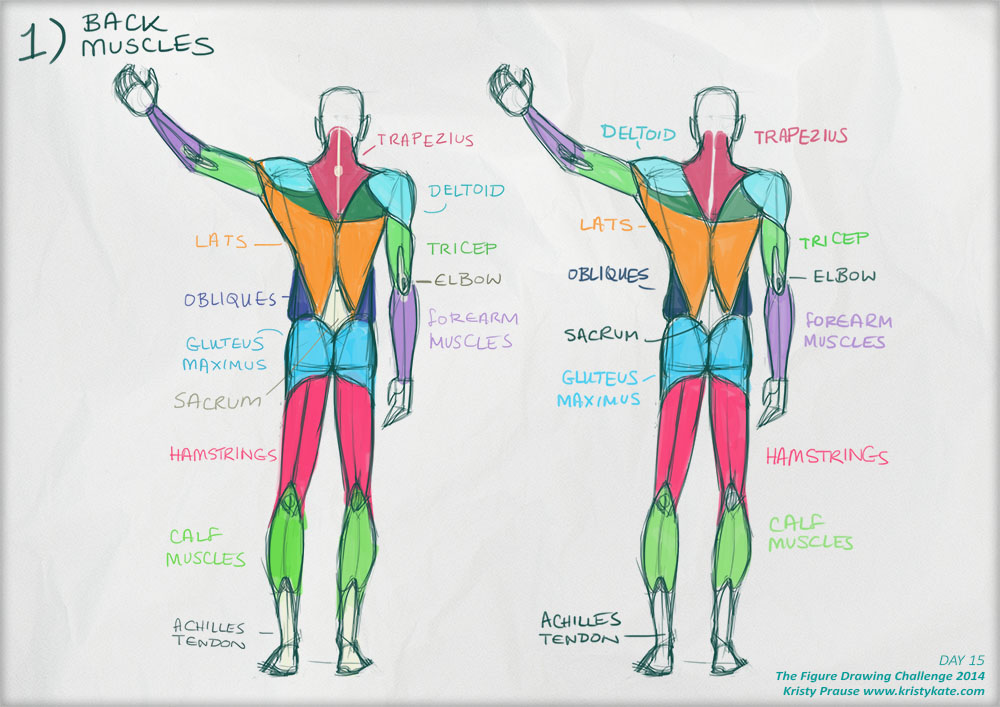 1) BACK
MUSCLES
TRAPEZIUS
DELTOID
LATS
TRICEP
ELBOW
OBLIQUES
FOREARM
MUSCLES
GLUTEUS
MAXIMUS
SACRUM
HAMSTRINGS
CALF
MUSCLES
ACHILLES
TENDON
DELTOID
TRAPEZIUS
LATS
TRICEP
OBLIQUES
ELBOW
SACRUM
FOREARM
MUSCLES
GLUTEUS
MAXIMUS
HAMSTRINGS
CALF
MUSCLES
ACHILLES
TENDON
DAY 15
The Figure Drawing Challenge 2014
Kristy Prause www.kristykate.com